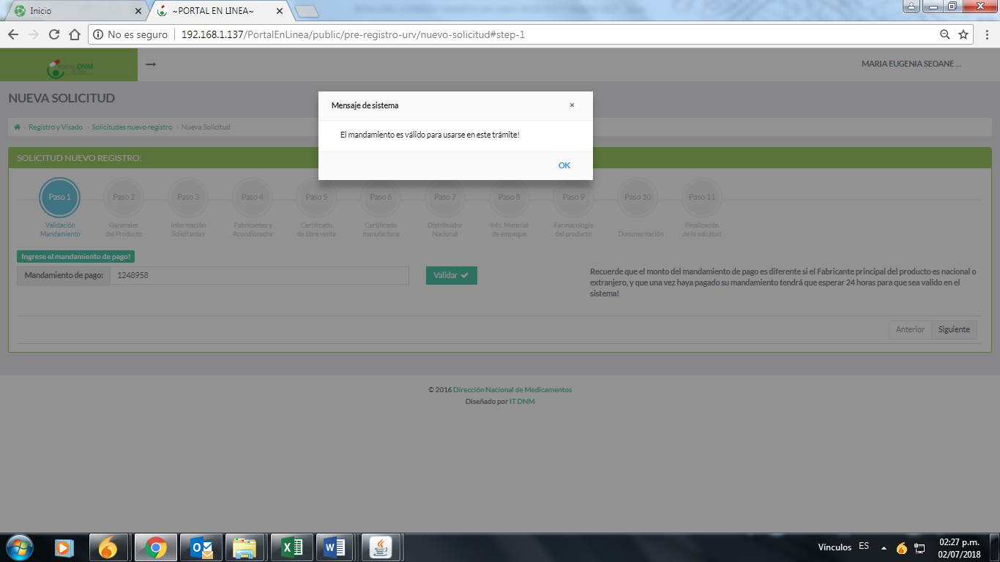 Inicio
~PORTAL EN LINEA~
No es seguro
192.168.1.137/PortalEnLinea/public/pre-registro-urv/nuevo-solicitud#step-1
DNM
MARIA EUGENIA SEOANE ...
NUEVA SOLICITUD
Registro y Visado › Solicitudes nuevo registro › Nueva Solicitud
Mensaje de sistema
×
El mandamiento es válido para usarse en este trámite!
OK
SOLICITUD NUEVO REGISTRO:
Paso 1 Paso 2 Paso 3 Paso 4 Paso 5 Paso 6 Paso 7 Paso 8 Paso 9 Paso 10 Paso 11
Validación Mandamiento
Generales del Producto
Información Solicitantes
Fabricantes y Acondionador
Certificado de libre venta
Certificado manufactura
Distribuidor Nacional
Info. Material de empaque
Farmacología del producto
Documentación
Finalización de la solicitud
Ingrese el mandamiento de pago!
Mandamiento de pago: 1248958
Validar
Recuerde que el monto del mandamiento de pago es diferente si el Fabricante principal del producto es nacional o
extranjero, y que una vez haya pagado su mandamiento tendrá que esperar 24 horas para que sea valido en el
sistema!
Anterior Siguiente
© 2016 Dirección Nacional de Medicamentos
Diseñado por IT DNM
Vínculos ES
02:27 p.m.
02/07/2018